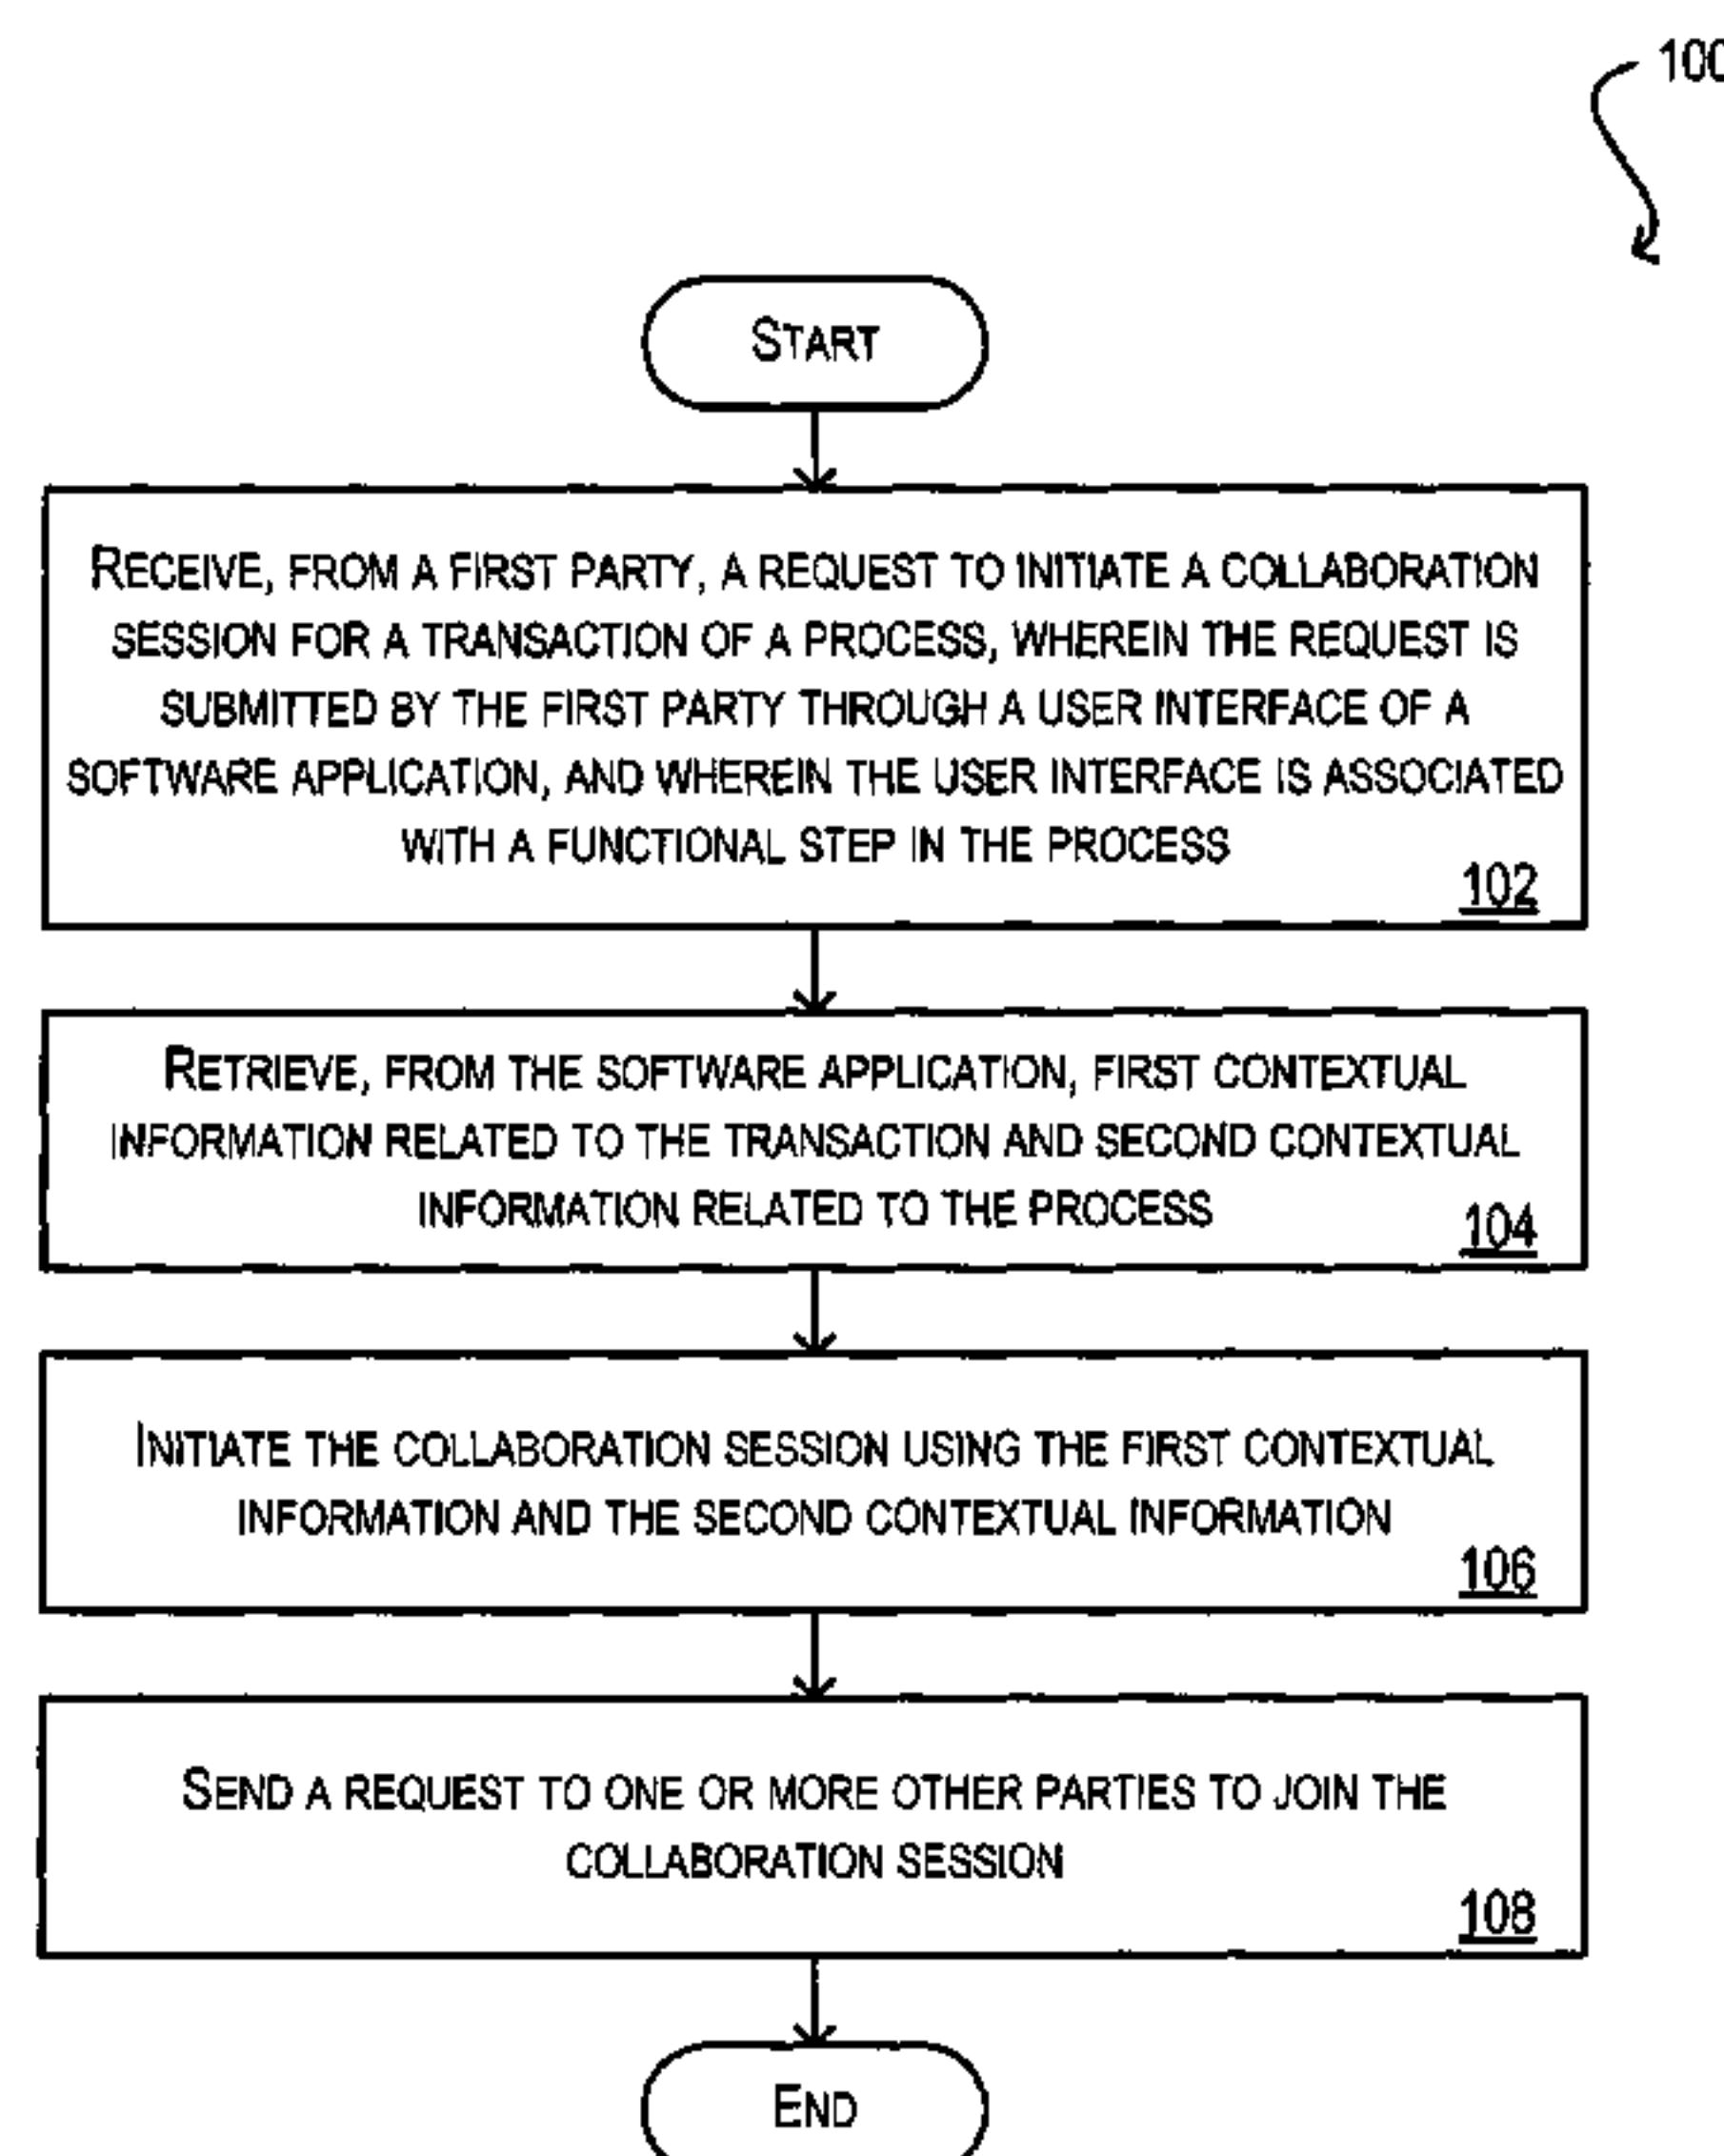 100
START
RECEIVE, FROM A FIRST PARTY, A REQUEST TO INITIATE A COLLABORATION
SESSION FOR A TRANSACTION OF A PROCESS, WHEREIN THE REQUEST IS
SUBMITTED BY THE FIRST PARTY THROUGH A USER INTERFACE OF A
SOFTWARE APPLICATION, AND WHEREIN THE USER INTERFACE IS ASSOCIATED
WITH A FUNCTIONAL STEP IN THE PROCESS
102
RETRIEVE, FROM THE SOFTWARE APPLICATION, FIRST CONTEXTUAL
INFORMATION RELATED TO THE TRANSACTION AND SECOND CONTEXTUAL
INFORMATION RELATED TO THE PROCESS
104
INITIATE THE COLLABORATION SESSION USING THE FIRST CONTEXTUAL
INFORMATION AND THE SECOND CONTEXTUAL INFORMATION
106
SEND A REQUEST TO ONE OR MORE OTHER PARTIES TO JOIN THE
COLLABORATION SESSION
108
END